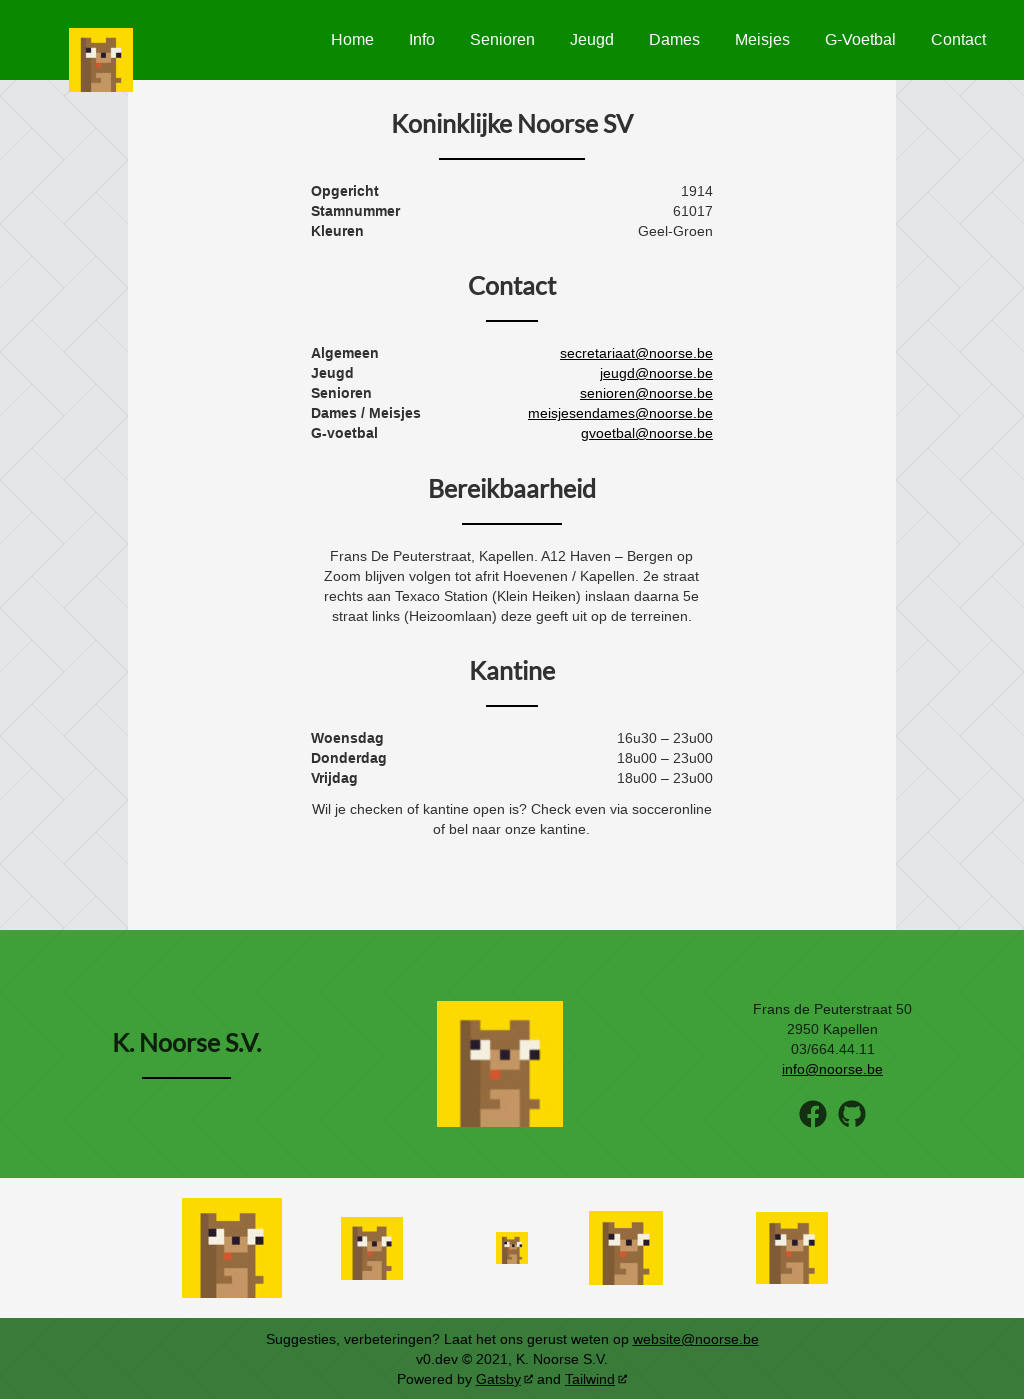 Home Info Senioren Jeugd Dames Meisjes G-Voetbal Contact
Koninklijke Noorse SV
Opgericht 1914
Stamnummer 61017
Kleuren Geel-Groen
Contact
Algemeen secretariaat@noorse.be
Jeugd jeugd@noorse.be
Senioren senioren@noorse.be
Dames / Meisjes meisjesendames@noorse.be
G-voetbal gvoetbal@noorse.be
Bereikbaarheid
Frans De Peuterstraat, Kapellen. A12 Haven – Bergen op
Zoom blijven volgen tot afrit Hoevenen / Kapellen. 2e straat
rechts aan Texaco Station (Klein Heiken) inslaan daarna 5e
straat links (Heizoomlaan) deze geeft uit op de terreinen.
Kantine
Woensdag 16u30 – 23u00
Donderdag 18u00 – 23u00
Vrijdag 18u00 – 23u00
Wil je checken of kantine open is? Check even via socceronline
of bel naar onze kantine.
K. Noorse S.V.
Frans de Peuterstraat 50
2950 Kapellen
03/664.44.11
info@noorse.be
Suggesties, verbeteringen? Laat het ons gerust weten op website@noorse.be
v0.dev © 2021, K. Noorse S.V.
Powered by Gatsby and Tailwind